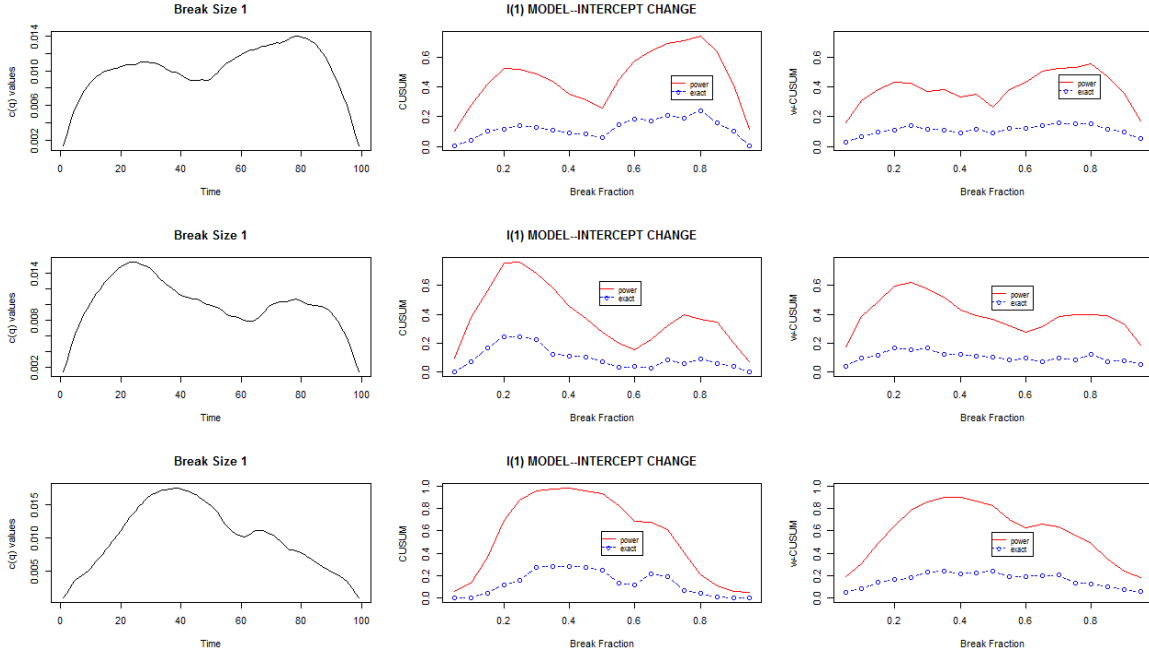 Break Size 1
c(q) values
0.002 0.006 0.010 0.014
0 20 40 60 80 100
Time
I(1) MODEL--INTERCEPT CHANGE
CUSUM
0.0 0.2 0.4 0.6
power
exact
0.2 0.4 0.6 0.8
Break Fraction
w-CUSUM
0.0 0.2 0.4 0.6
power
exact
0.2 0.4 0.6 0.8
Break Fraction
Break Size 1
c(q) values
0.002 0.008 0.014
0 20 40 60 80 100
Time
I(1) MODEL--INTERCEPT CHANGE
CUSUM
0.0 0.2 0.4 0.6
power
exact
0.2 0.4 0.6 0.8
Break Fraction
w-CUSUM
0.0 0.2 0.4 0.6
power
exact
0.2 0.4 0.6 0.8
Break Fraction
Break Size 1
c(q) values
0.005 0.010 0.015
0 20 40 60 80 100
Time
I(1) MODEL--INTERCEPT CHANGE
CUSUM
0.0 0.2 0.4 0.6 0.8 1.0
power
exact
0.2 0.4 0.6 0.8
Break Fraction
w-CUSUM
0.0 0.2 0.4 0.6 0.8 1.0
power
exact
0.2 0.4 0.6 0.8
Break Fraction